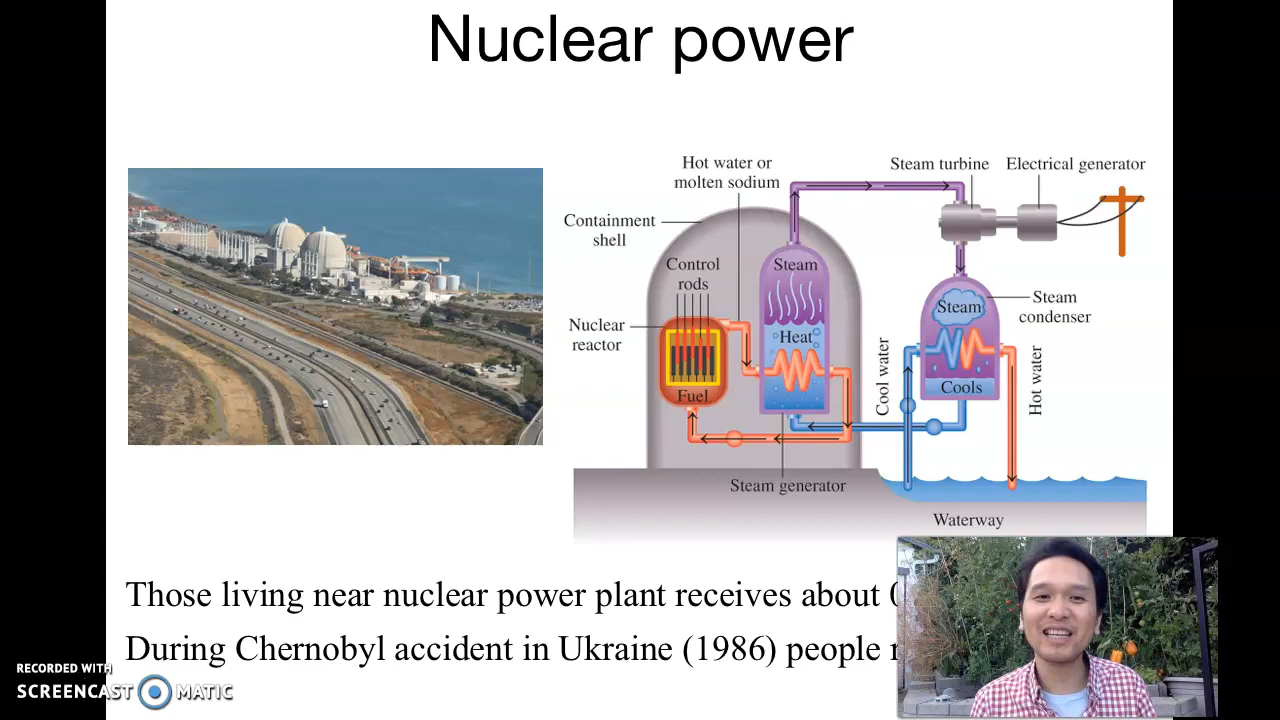 Nuclear power
Hot water or
molten sodium
Steam turbine
Electrical generator
Containment
shell
Control
rods
Steam
Steam
Steam
condenser
Nuclear
reactor
Heat
Cool water
Hot water
Fuel
Cools
Steam generator
Waterway
Those living near nuclear power plant receives about
During Chernobyl accident in Ukraine (1986) people
RECORDED WITH
SCREENCAST MATIC